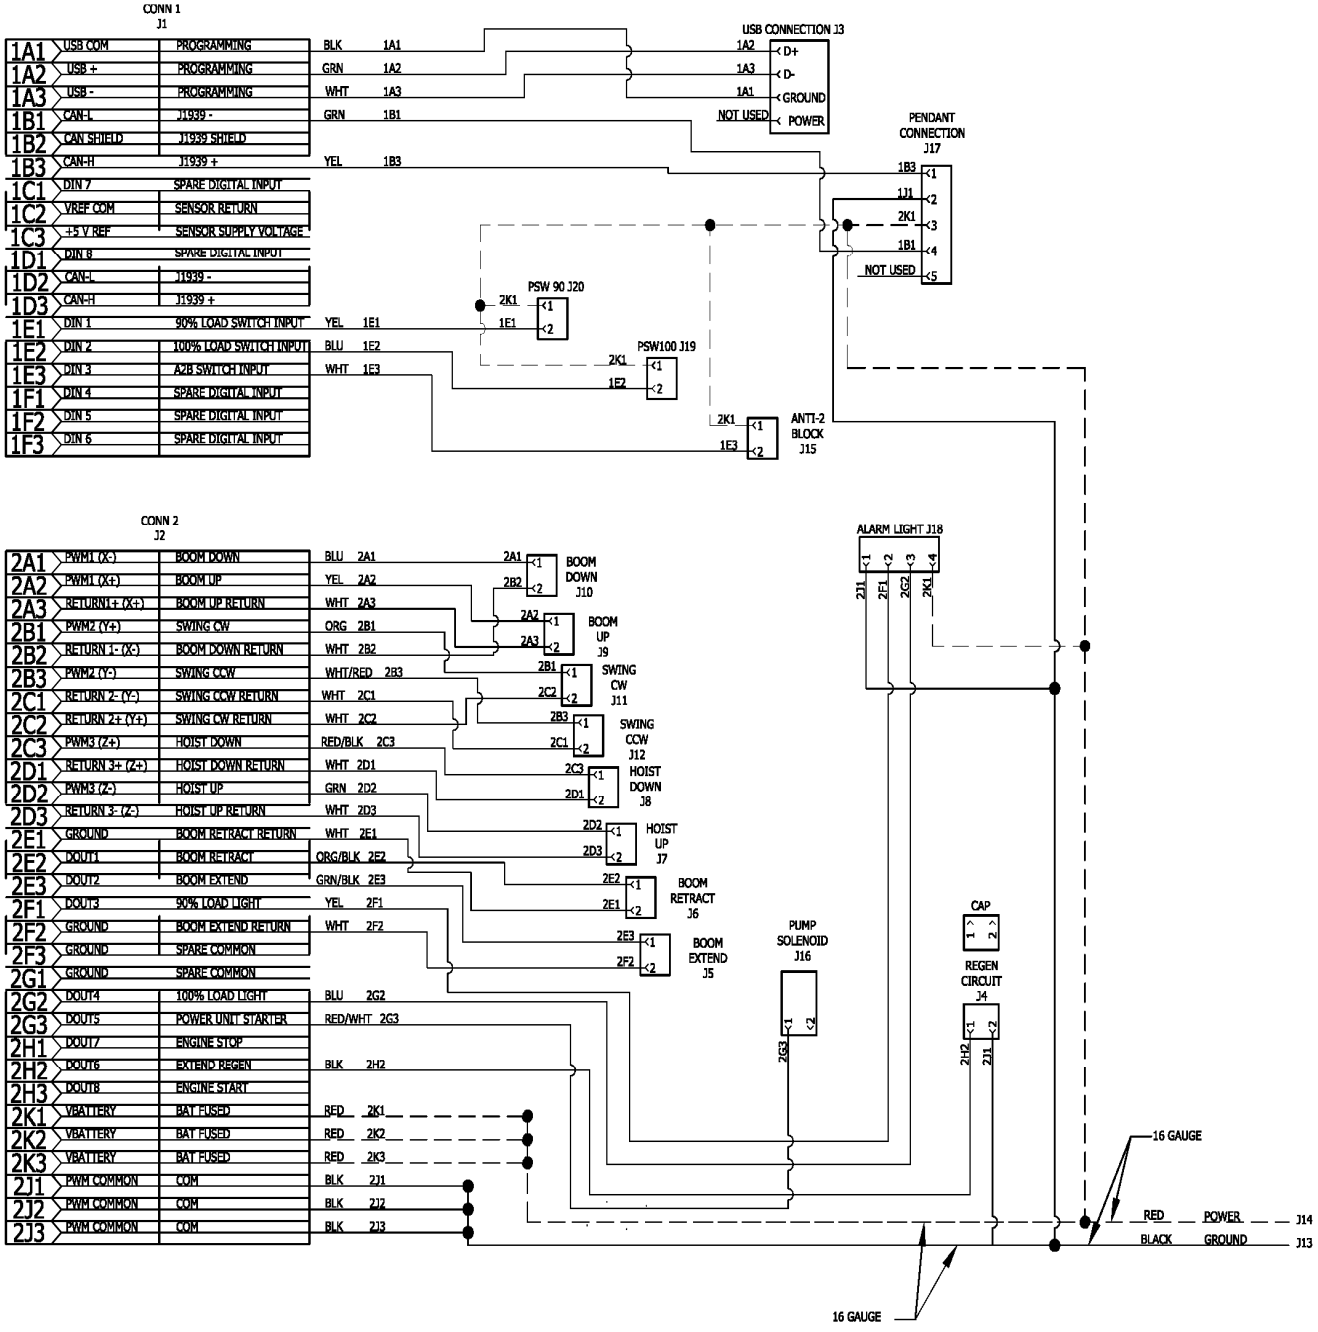 CONN 1
J1
1A1 USB COM PROGRAMMING BLK 1A1
1A2 USB + PROGRAMMING GRN 1A2
1A3 USB - PROGRAMMING WHT 1A3
1B1 CAN-L J1939 - GRN 1B1
1B2 CAN SHIELD J1939 SHIELD
1B3 CAN-H J1939 + YEL 1B3
1C1 DIN 7 SPARE DIGITAL INPUT
1C2 VREF COM SENSOR RETURN
1C3 +5 V REF SENSOR SUPPLY VOLTAGE
1D1 DIN 8 SPARE DIGITAL INPUT
1D2 CAN-L J1939 -
1D3 CAN-H J1939 +
1E1 DIN 1 90% LOAD SWITCH INPUT YEL 1E1
1E2 DIN 2 100% LOAD SWITCH INPUT BLU 1E2
1E3 DIN 3 A2B SWITCH INPUT WHT 1E3
1F1 DIN 4 SPARE DIGITAL INPUT
1F2 DIN 5 SPARE DIGITAL INPUT
1F3 DIN 6 SPARE DIGITAL INPUT
USB CONNECTION J3
1A2 D+
1A3 D-
1A1 GROUND
NOT USED POWER
PENDANT
CONNECTION
J17
1B3 1
1J1 2
2K1 3
1B1 4
NOT USED 5
PSW 90 J20
2K1 1
1E1 2
PSW100 J19
2K1 1
1E2 2
ANTI-2
BLOCK
J15
2K1 1
1E3 2
CONN 2
J2
2A1 PWM1 (X-) BOOM DOWN BLU 2A1
2A2 PWM1 (X+) BOOM UP YEL 2A2
2A3 RETURN1+ (X+) BOOM UP RETURN WHT 2A3
2B1 PWM2 (Y+) SWING CW ORG 2B1
2B2 RETURN 1- (X-) BOOM DOWN RETURN WHT 2B2
2B3 PWM2 (Y-) SWING CCW WHT/RED 2B3
2C1 RETURN 2- (Y-) SWING CCW RETURN WHT 2C1
2C2 RETURN 2+ (Y+) SWING CW RETURN WHT 2C2
2C3 PWM3 (Z+) HOIST DOWN RED/BLK 2C3
2D1 RETURN 3+ (Z+) HOIST DOWN RETURN WHT 2D1
2D2 PWM3 (Z-) HOIST UP GRN 2D2
2D3 RETURN 3- (Z-) HOIST UP RETURN WHT 2D3
2E1 GROUND BOOM RETRACT RETURN WHT 2E1
2E2 DOUT1 BOOM RETRACT ORG/BLK 2E2
2E3 DOUT2 BOOM EXTEND GRN/BLK 2E3
2F1 DOUT3 90% LOAD LIGHT YEL 2F1
2F2 GROUND BOOM EXTEND RETURN WHT 2F2
2F3 GROUND SPARE COMMON
2G1 GROUND SPARE COMMON
2G2 DOUT4 100% LOAD LIGHT BLU 2G2
2G3 DOUT5 POWER UNIT STARTER RED/WHT 2G3
2H1 DOUT7 ENGINE STOP
2H2 DOUT6 EXTEND REGEN BLK 2H2
2H3 DOUT8 ENGINE START
2K1 VBATTERY BAT FUSED RED 2K1
2K2 VBATTERY BAT FUSED RED 2K2
2K3 VBATTERY BAT FUSED RED 2K3
2J1 PWM COMMON COM BLK 2J1
2J2 PWM COMMON COM BLK 2J2
2J3 PWM COMMON COM BLK 2J3
2A1 1
2B2 2
BOOM
DOWN
J10
2A2 1
2A3 2
BOOM
UP
J9
2B1 1
2C2 2
SWING
CW
J11
2B3 1
2C1 2
SWING
CCW
J12
2C3 1
2D1 2
HOIST
DOWN
J8
2D2 1
2D3 2
HOIST
UP
J7
2E2 1
2E1 2
BOOM
RETRACT
J6
2E3 1
2F2 2
BOOM
EXTEND
J5
ALARM LIGHT J18
1 2 3 4
2J1 2F1 2G2 2K1
PUMP
SOLENOID
J16
1 2
2G3
CAP
1 2
REGEN
CIRCUIT
J4
1 2
2H2 2J1
16 GAUGE
RED POWER J14
BLACK GROUND J13
16 GAUGE